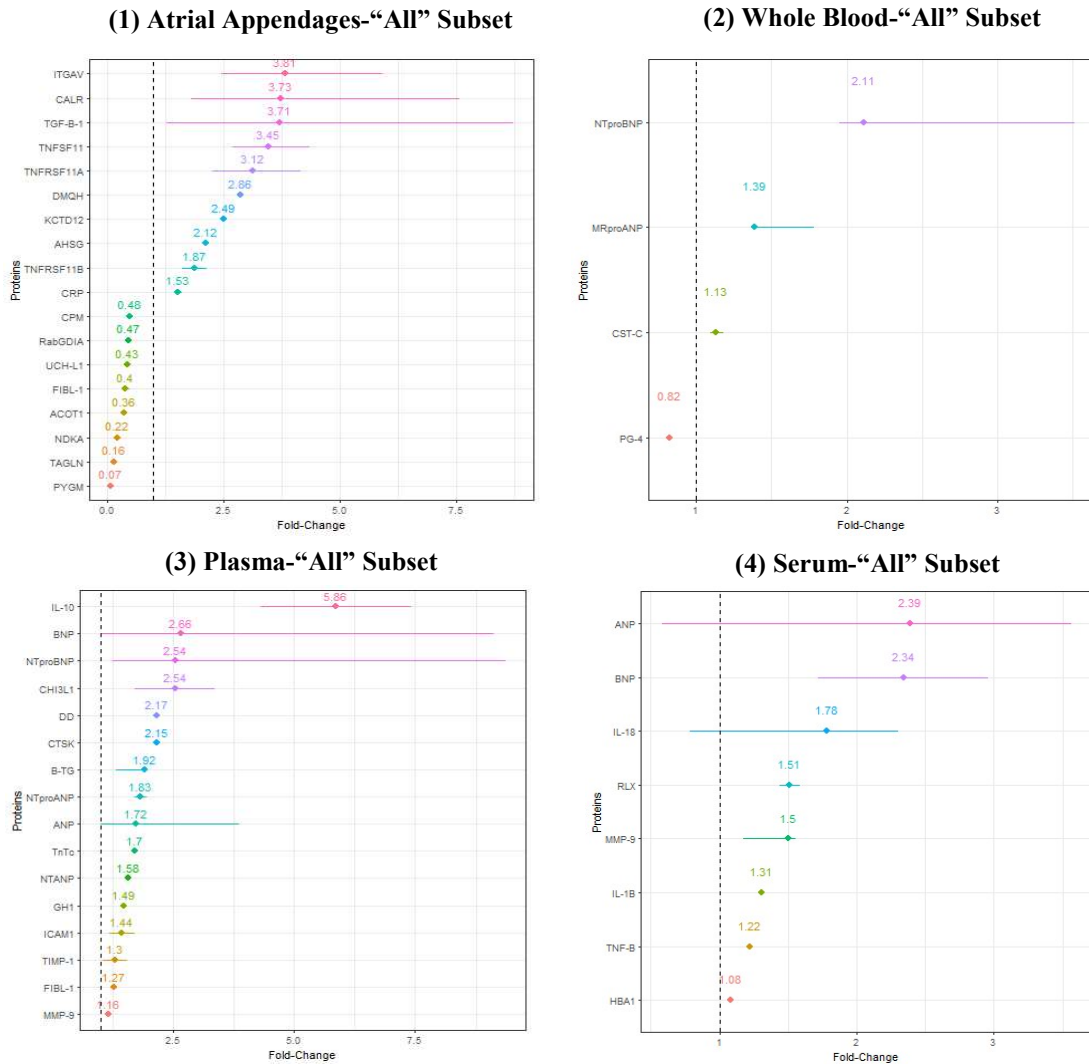 (1) Atrial Appendages-“All” Subset
ITGAV
3.81
CALR
3.73
TGF-B-1
3.71
TNFSF11
3.45
TNFRSF11A
3.12
DMQH
2.86
KCTD12
2.49
AHSG
2.12
TNFRSF11B
1.87
CRP
1.53
CPM
0.48
RabGDIA
0.47
UCH-L1
0.43
FIBL-1
0.4
ACOT1
0.36
NDKA
0.22
TAGLN
0.16
PYGM
0.07
Proteins
0.0 2.5 5.0 7.5
Fold-Change
(2) Whole Blood-“All” Subset
NTproBNP
2.11
MRproANP
1.39
CST-C
1.13
PG-4
0.82
Proteins
1 2 3
Fold-Change
(3) Plasma-“All” Subset
IL-10
5.86
BNP
2.66
NTproBNP
2.54
CHI3L1
2.54
DD
2.17
CTSK
2.15
B-TG
1.92
NTproANP
1.83
ANP
1.72
TnTc
1.7
NTANP
1.58
GH1
1.49
ICAM1
1.44
TIMP-1
1.3
FIBL-1
1.27
MMP-9
1.16
Proteins
2.5 5.0 7.5
Fold-Change
(4) Serum-“All” Subset
ANP
2.39
BNP
2.34
IL-18
1.78
RLX
1.51
MMP-9
1.5
IL-1B
1.31
TNF-B
1.22
HBA1
1.08
Proteins
1 2 3
Fold-Change